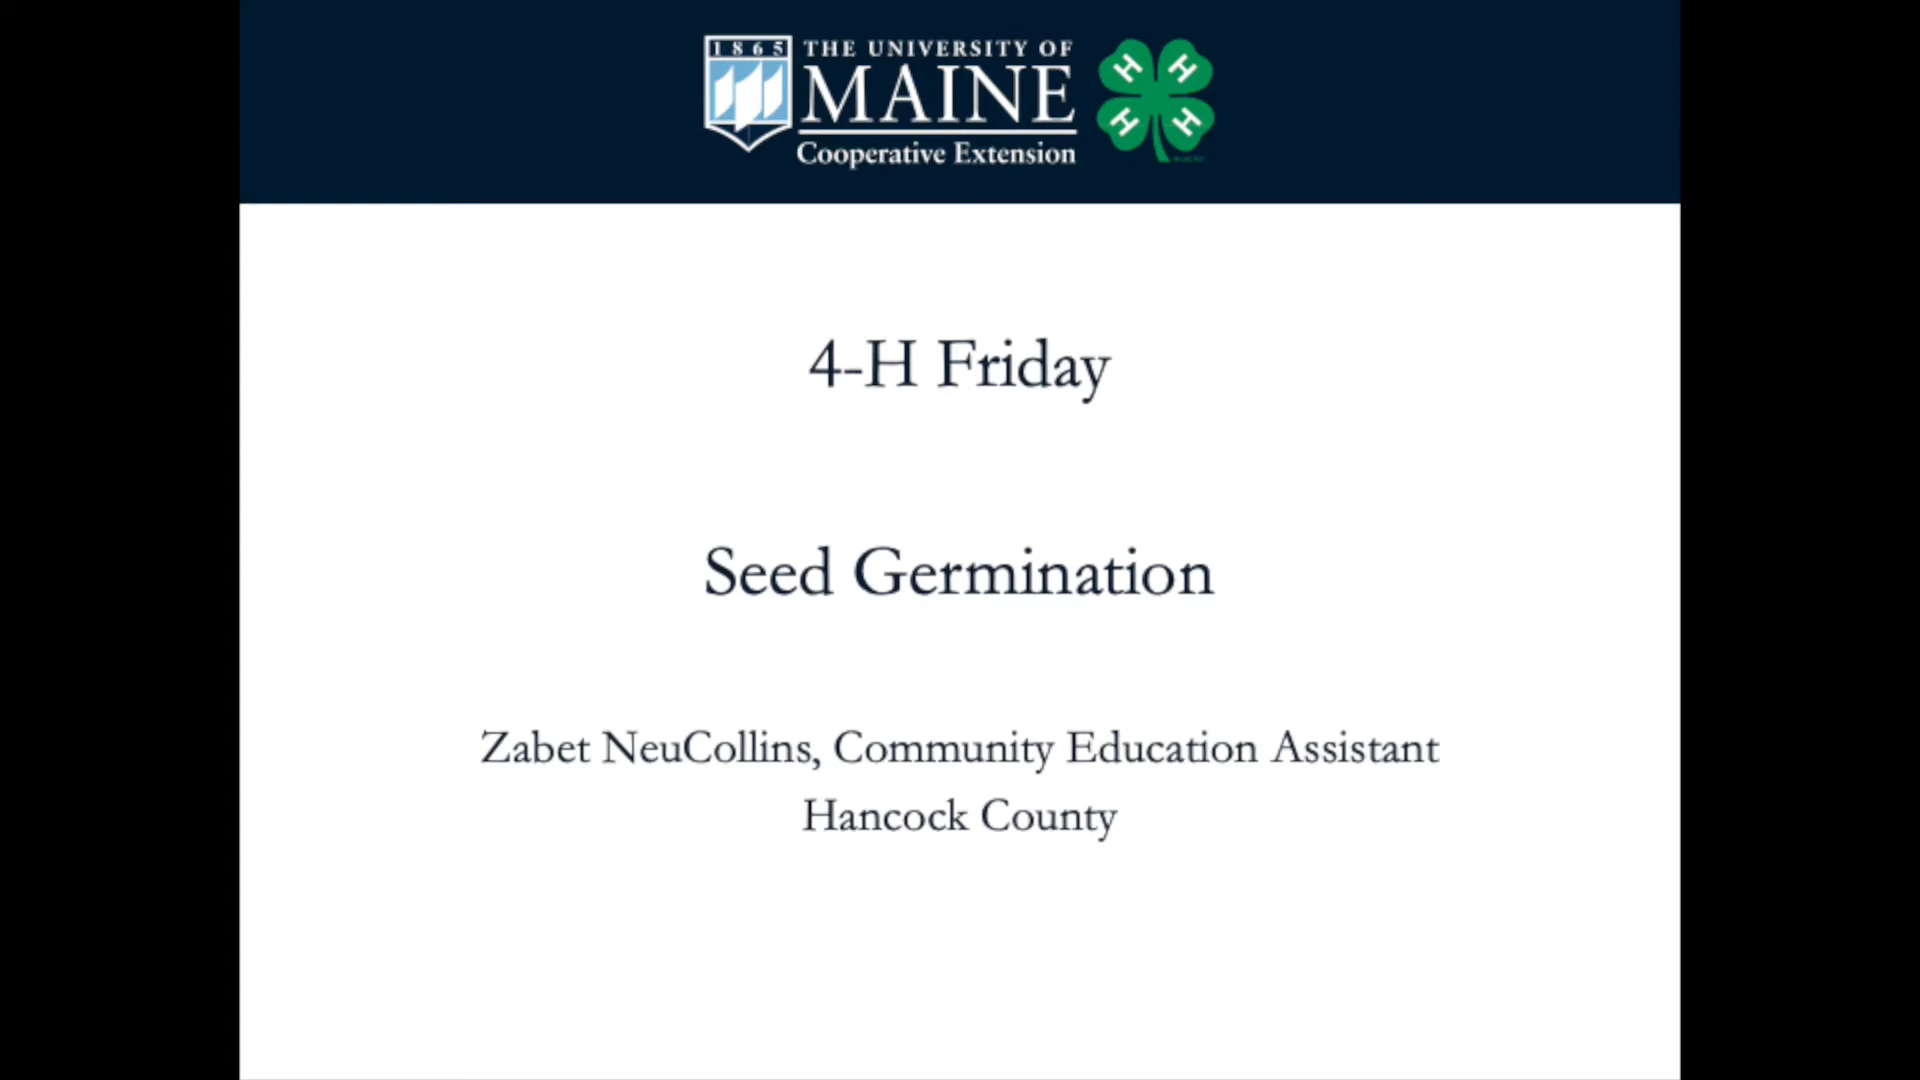 1865
THE UNIVERSITY OF
MAINE
Cooperative Extension
H H
H H
4-H Friday
Seed Germination
Zabet NeuCollins, Community Education Assistant
Hancock County